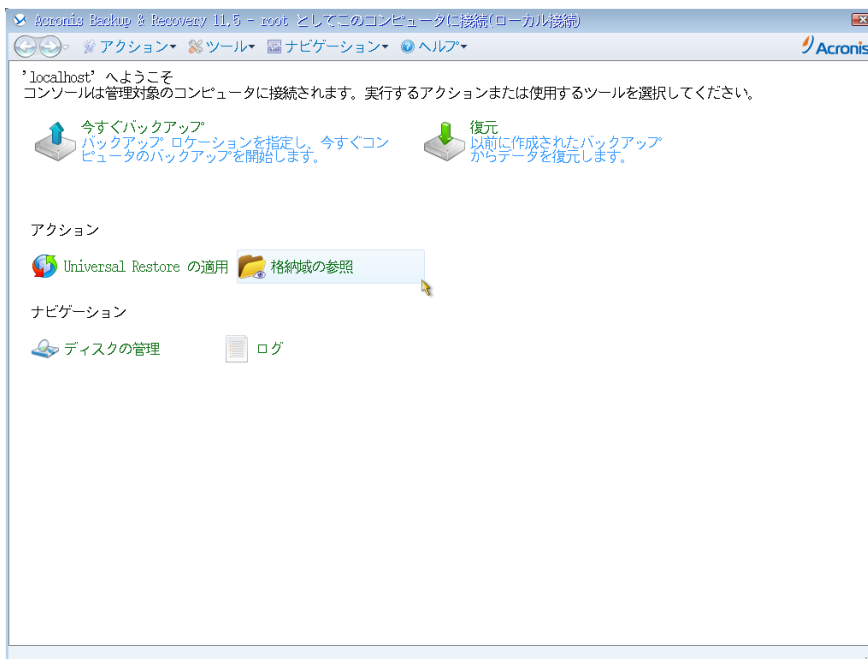 Acronis Backup & Recovery 11.5 - root としてこのコンピュータに接続(ローカル接続)
アクション ツール ナビゲーション ヘルプ Acronis
'localhost' へようこそ
コンソールは管理対象のコンピュータに接続されます。実行するアクションまたは使用するツールを選択してください。
今すぐバックアップ
バックアップ ロケーションを指定し、今すぐコン
ピュータのバックアップを開始します。
復元
以前に作成されたバックアップ
からデータを復元します。
アクション
Universal Restore の適用 格納域の参照
ナビゲーション
ディスクの管理 ログ